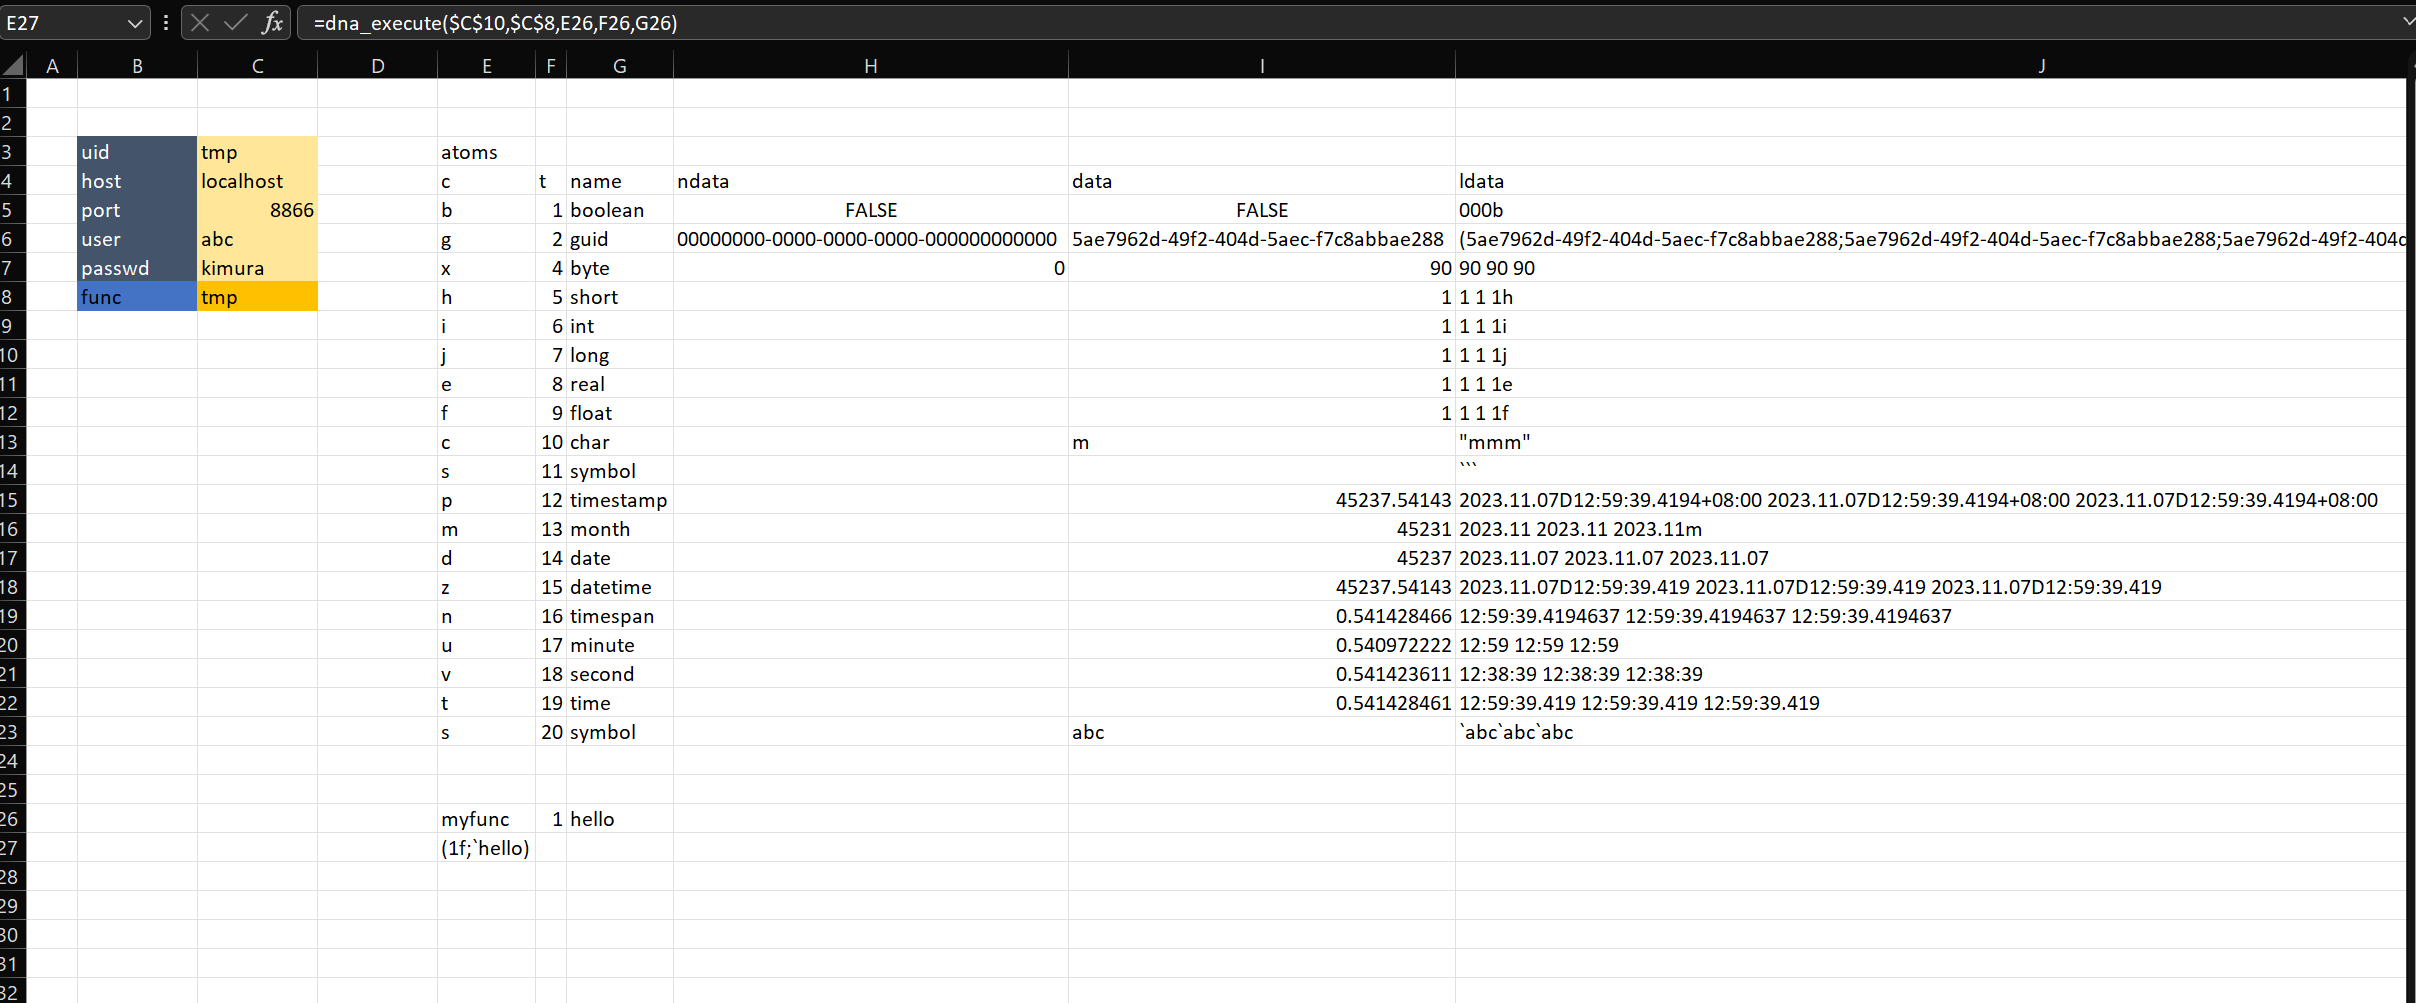 E27 fx =dna_execute($C$10,$C$8,E26,F26,G26)
A B C D E F G H I J
1
2
3 uid tmp atoms
4 host localhost c t name ndata data ldata
5 port 8866 b 1 boolean FALSE FALSE 000b
6 user abc g 2 guid 00000000-0000-0000-0000-000000000000 5ae7962d-49f2-404d-5aec-f7c8abbae288 (5ae7962d-49f2-404d-5aec-f7c8abbae288;5ae7962d-49f2-404d-5aec-f7c8abbae288;5ae7962d-49f2-404d
7 passwd kimura x 4 byte 0 90 90 90 90
8 func tmp h 5 short 1 1 1 1h
9 i 6 int 1 1 1 1i
10 j 7 long 1 1 1 1j
11 e 8 real 1 1 1 1e
12 f 9 float 1 1 1 1f
13 c 10 char m "mmm"
14 s 11 symbol ```
15 p 12 timestamp 45237.54143 2023.11.07D12:59:39.4194+08:00 2023.11.07D12:59:39.4194+08:00 2023.11.07D12:59:39.4194+08:00
16 m 13 month 45231 2023.11 2023.11 2023.11m
17 d 14 date 45237 2023.11.07 2023.11.07 2023.11.07
18 z 15 datetime 45237.54143 2023.11.07D12:59:39.419 2023.11.07D12:59:39.419 2023.11.07D12:59:39.419
19 n 16 timespan 0.541428466 12:59:39.4194637 12:59:39.4194637 12:59:39.4194637
20 u 17 minute 0.540972222 12:59 12:59 12:59
21 v 18 second 0.541423611 12:38:39 12:38:39 12:38:39
22 t 19 time 0.541428461 12:59:39.419 12:59:39.419 12:59:39.419
23 s 20 symbol abc `abc`abc`abc
24
25
26 myfunc 1 hello
27 (1f;`hello)
28
29
30
31
32